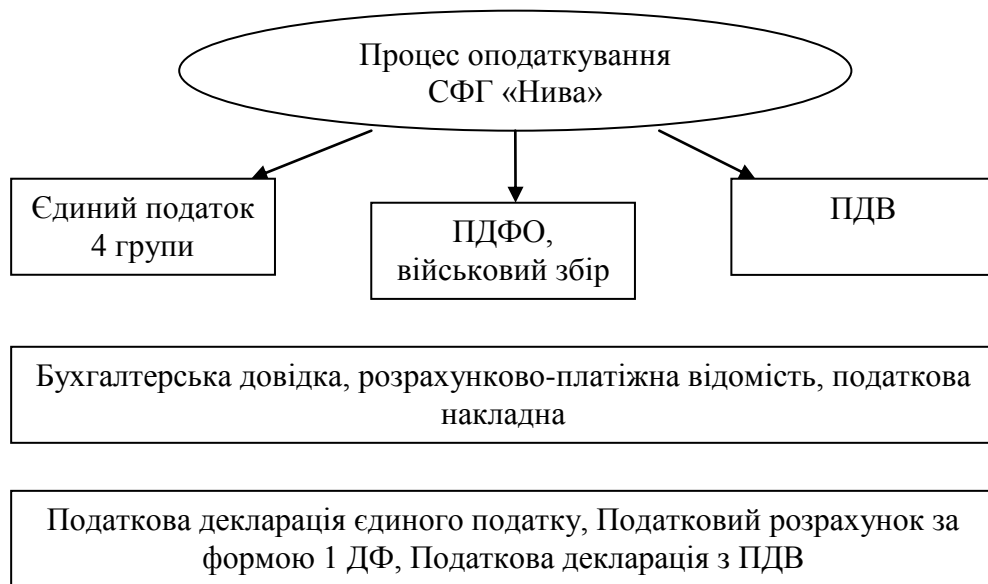 Процес оподаткування
СФГ «Нива»
Єдиний податок
4 групи
ПДФО,
військовий збір
ПДВ
Бухгалтерська довідка, розрахунково-платіжна відомість, податкова
накладна
Податкова декларація єдиного податку, Податковий розрахунок за
формою 1 ДФ, Податкова декларація з ПДВ